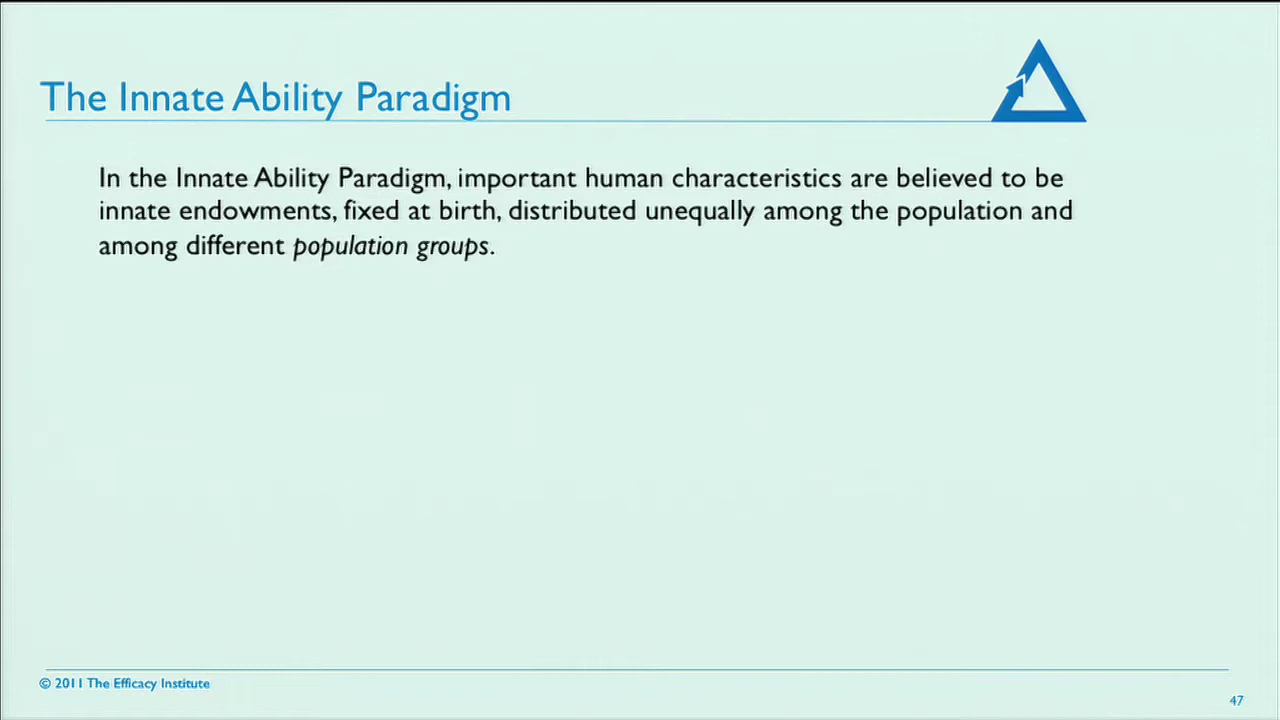 The Innate Ability Paradigm
In the Innate Ability Paradigm, important human characteristics are believed to be
innate endowments, fixed at birth, distributed unequally among the population and
among different population groups.
© 2011 The Efficacy Institute
47